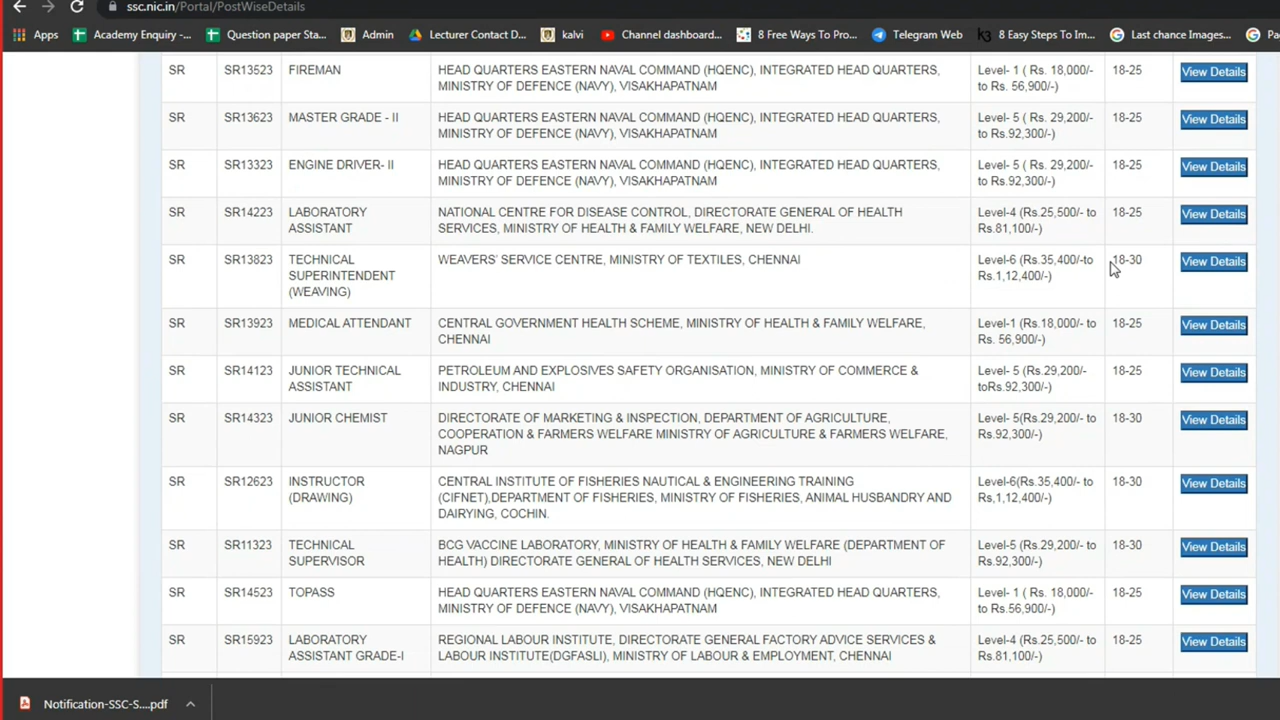 ssc.nic.in/Portal/PostWiseDetails
Apps Academy Enquiry -... Question paper Sta... Admin Lecturer Contact D... kalvi Channel dashboard... 8 Free Ways To Pro... Telegram Web k3 8 Easy Steps To Im... Last chance Images... Pa
SR SR13523 FIREMAN HEAD QUARTERS EASTERN NAVAL COMMAND (HQENC), INTEGRATED HEAD QUARTERS, Level- 1 ( Rs. 18,000/- 18-25 View Details
MINISTRY OF DEFENCE (NAVY), VISAKHAPATNAM to Rs. 56,900/-)
SR SR13623 MASTER GRADE - II HEAD QUARTERS EASTERN NAVAL COMMAND (HQENC), INTEGRATED HEAD QUARTERS, Level- 5 ( Rs. 29,200/- 18-25 View Details
MINISTRY OF DEFENCE (NAVY), VISAKHAPATNAM to Rs.92,300/-)
SR SR13323 ENGINE DRIVER- II HEAD QUARTERS EASTERN NAVAL COMMAND (HQENC), INTEGRATED HEAD QUARTERS, Level- 5 ( Rs. 29,200/- 18-25 View Details
MINISTRY OF DEFENCE (NAVY), VISAKHAPATNAM to Rs.92,300/-)
SR SR14223 LABORATORY NATIONAL CENTRE FOR DISEASE CONTROL, DIRECTORATE GENERAL OF HEALTH Level-4 (Rs.25,500/- to 18-25 View Details
ASSISTANT SERVICES, MINISTRY OF HEALTH & FAMILY WELFARE, NEW DELHI. Rs.81,100/-)
SR SR13823 TECHNICAL WEAVERS' SERVICE CENTRE, MINISTRY OF TEXTILES, CHENNAI Level-6 (Rs.35,400/-to 18-30 View Details
SUPERINTENDENT Rs.1,12,400/-)
(WEAVING)
SR SR13923 MEDICAL ATTENDANT CENTRAL GOVERNMENT HEALTH SCHEME, MINISTRY OF HEALTH & FAMILY WELFARE, Level-1 (Rs.18,000/- to 18-25 View Details
CHENNAI Rs. 56,900/-)
SR SR14123 JUNIOR TECHNICAL PETROLEUM AND EXPLOSIVES SAFETY ORGANISATION, MINISTRY OF COMMERCE & Level- 5 (Rs.29,200/- 18-25 View Details
ASSISTANT INDUSTRY, CHENNAI toRs.92,300/-)
SR SR14323 JUNIOR CHEMIST DIRECTORATE OF MARKETING & INSPECTION, DEPARTMENT OF AGRICULTURE, Level- 5(Rs.29,200/- to 18-30 View Details
COOPERATION & FARMERS WELFARE MINISTRY OF AGRICULTURE & FARMERS WELFARE, Rs.92,300/-)
NAGPUR
SR SR12623 INSTRUCTOR CENTRAL INSTITUTE OF FISHERIES NAUTICAL & ENGINEERING TRAINING Level-6(Rs.35,400/- to 18-30 View Details
(DRAWING) (CIFNET),DEPARTMENT OF FISHERIES, MINISTRY OF FISHERIES, ANIMAL HUSBANDRY AND Rs,1,12,400/-)
DAIRYING, COCHIN.
SR SR11323 TECHNICAL BCG VACCINE LABORATORY, MINISTRY OF HEALTH & FAMILY WELFARE (DEPARTMENT OF Level-5 (Rs.29,200/- to 18-30 View Details
SUPERVISOR HEALTH) DIRECTORATE GENERAL OF HEALTH SERVICES, NEW DELHI Rs.92,300/-)
SR SR14523 TOPASS HEAD QUARTERS EASTERN NAVAL COMMAND (HQENC), INTEGRATED HEAD QUARTERS, Level- 1 ( Rs. 18,000/- 18-25 View Details
MINISTRY OF DEFENCE (NAVY), VISAKHAPATNAM to Rs.56,900/-)
SR SR15923 LABORATORY REGIONAL LABOUR INSTITUTE, DIRECTORATE GENERAL FACTORY ADVICE SERVICES & Level-4 (Rs.25,500/- to 18-25 View Details
ASSISTANT GRADE-I LABOUR INSTITUTE(DGFASLI), MINISTRY OF LABOUR & EMPLOYMENT, CHENNAI Rs.81,100/-)
Notification-SSC-S....pdf